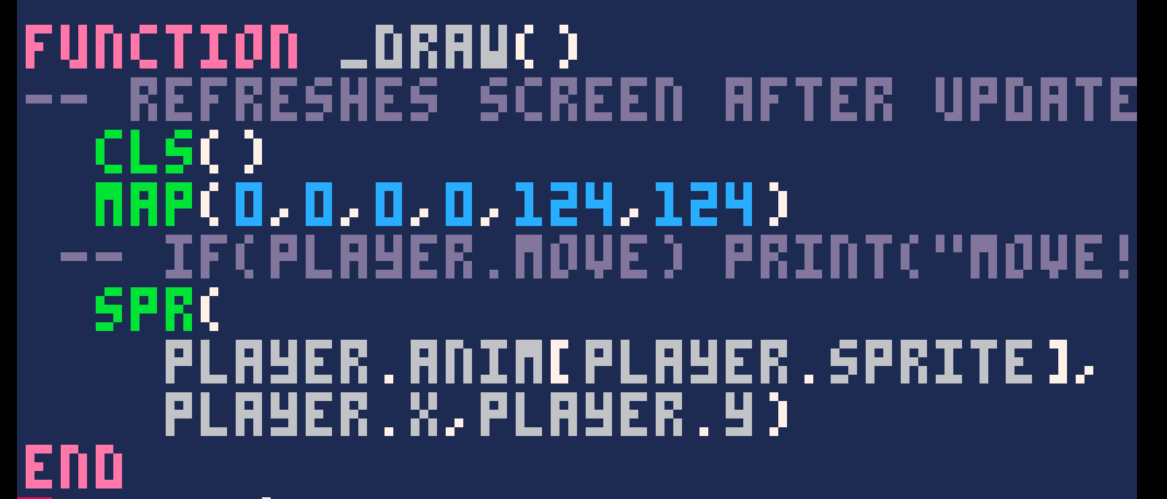 FUNCTION _DRAW()
-- REFRESHES SCREEN AFTER UPDATE
CLS()
MAP(0,0,0,0,124,124)
-- IF(PLAYER.MOVE) PRINT("MOVE!
SPR(
PLAYER.ANIM[PLAYER.SPRITE],
PLAYER.X,PLAYER.Y)
END